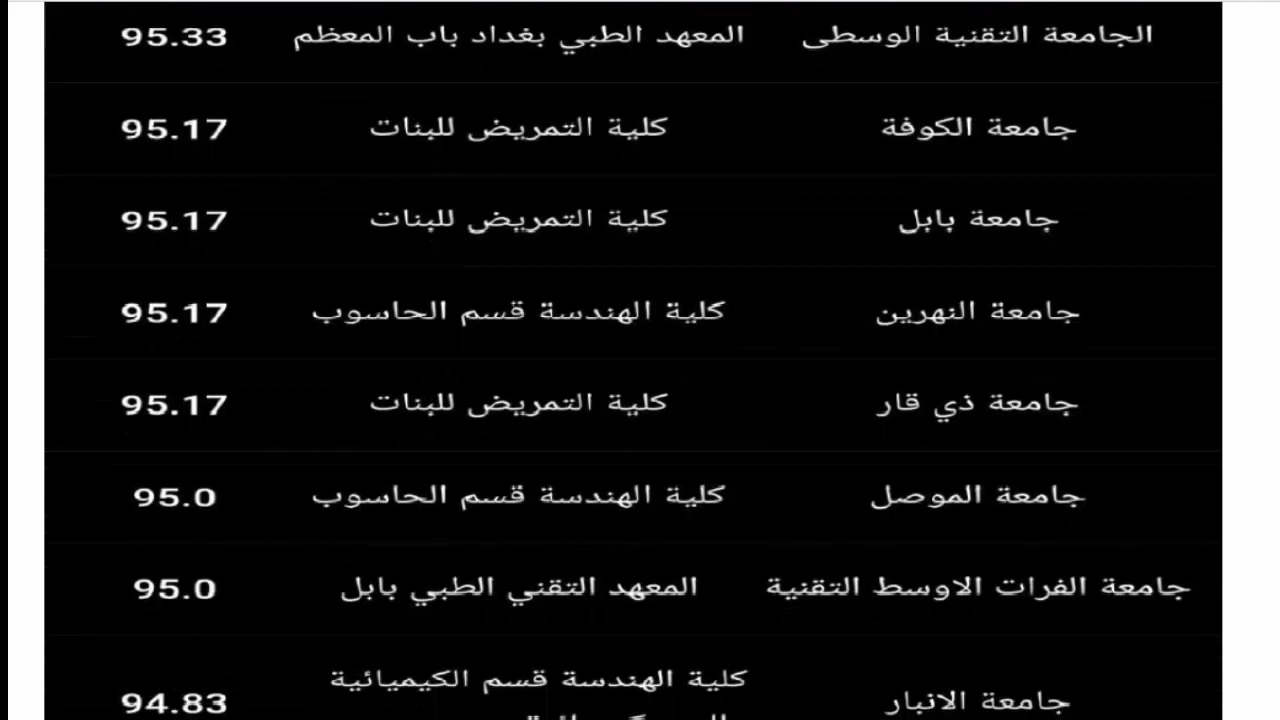 الجامعة التقنية الوسطى المعهد الطبي بغداد باب المعظم 95.33
جامعة الكوفة كلية التمريض للبنات 95.17
جامعة بابل كلية التمريض للبنات 95.17
جامعة النهرين كلية الهندسة قسم الحاسوب 95.17
جامعة ذي قار كلية التمريض للبنات 95.17
جامعة الموصل كلية الهندسة قسم الحاسوب 95.0
جامعة الفرات الاوسط التقنية المعهد التقني الطبي بابل 95.0
جامعة الانبار كلية الهندسة قسم الكيميائية 94.83